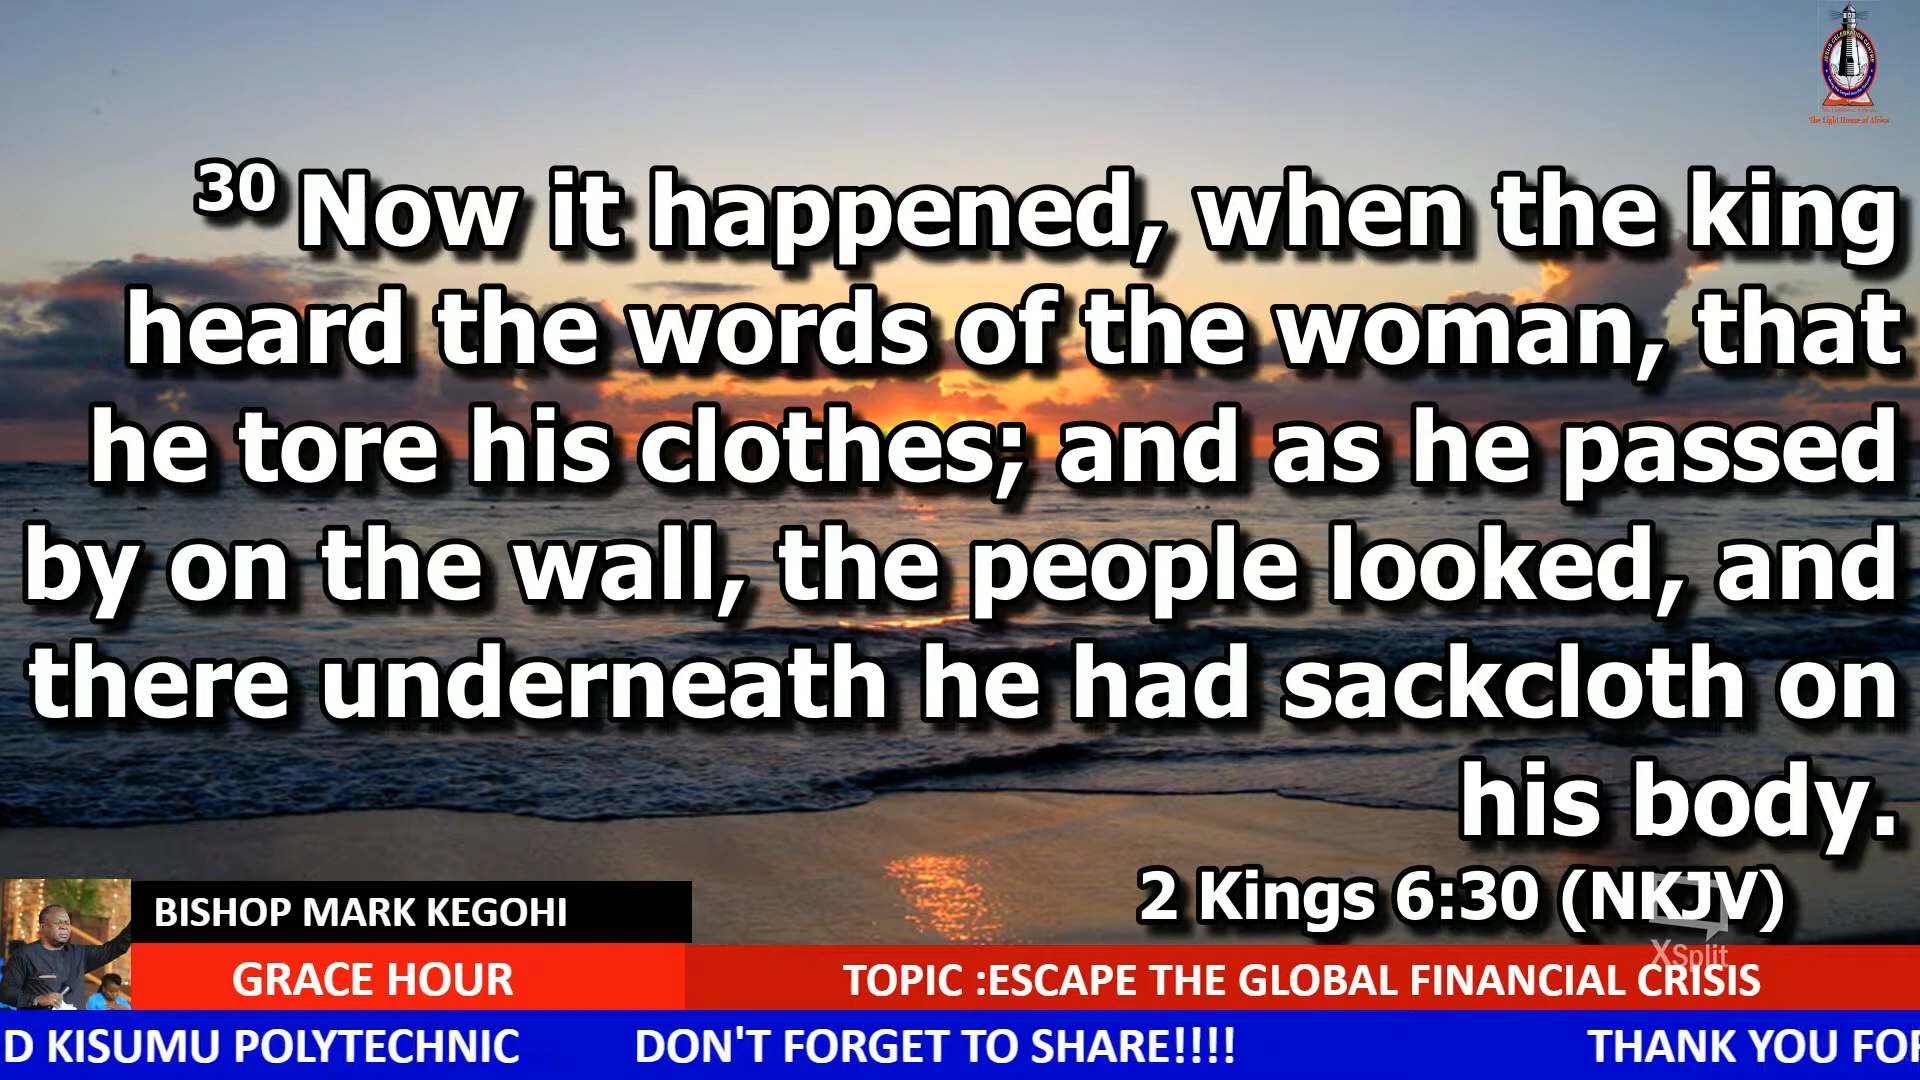 The Light House of Africa
30 Now it happened, when the king
heard the words of the woman, that
he tore his clothes; and as he passed
by on the wall, the people looked, and
there underneath he had sackcloth on
his body.
2 Kings 6:30 (NKJV)
XSplit
BISHOP MARK KEGOHI
GRACE HOUR
TOPIC :ESCAPE THE GLOBAL FINANCIAL CRISIS
D KISUMU POLYTECHNIC DON'T FORGET TO SHARE!!!! THANK YOU FOR